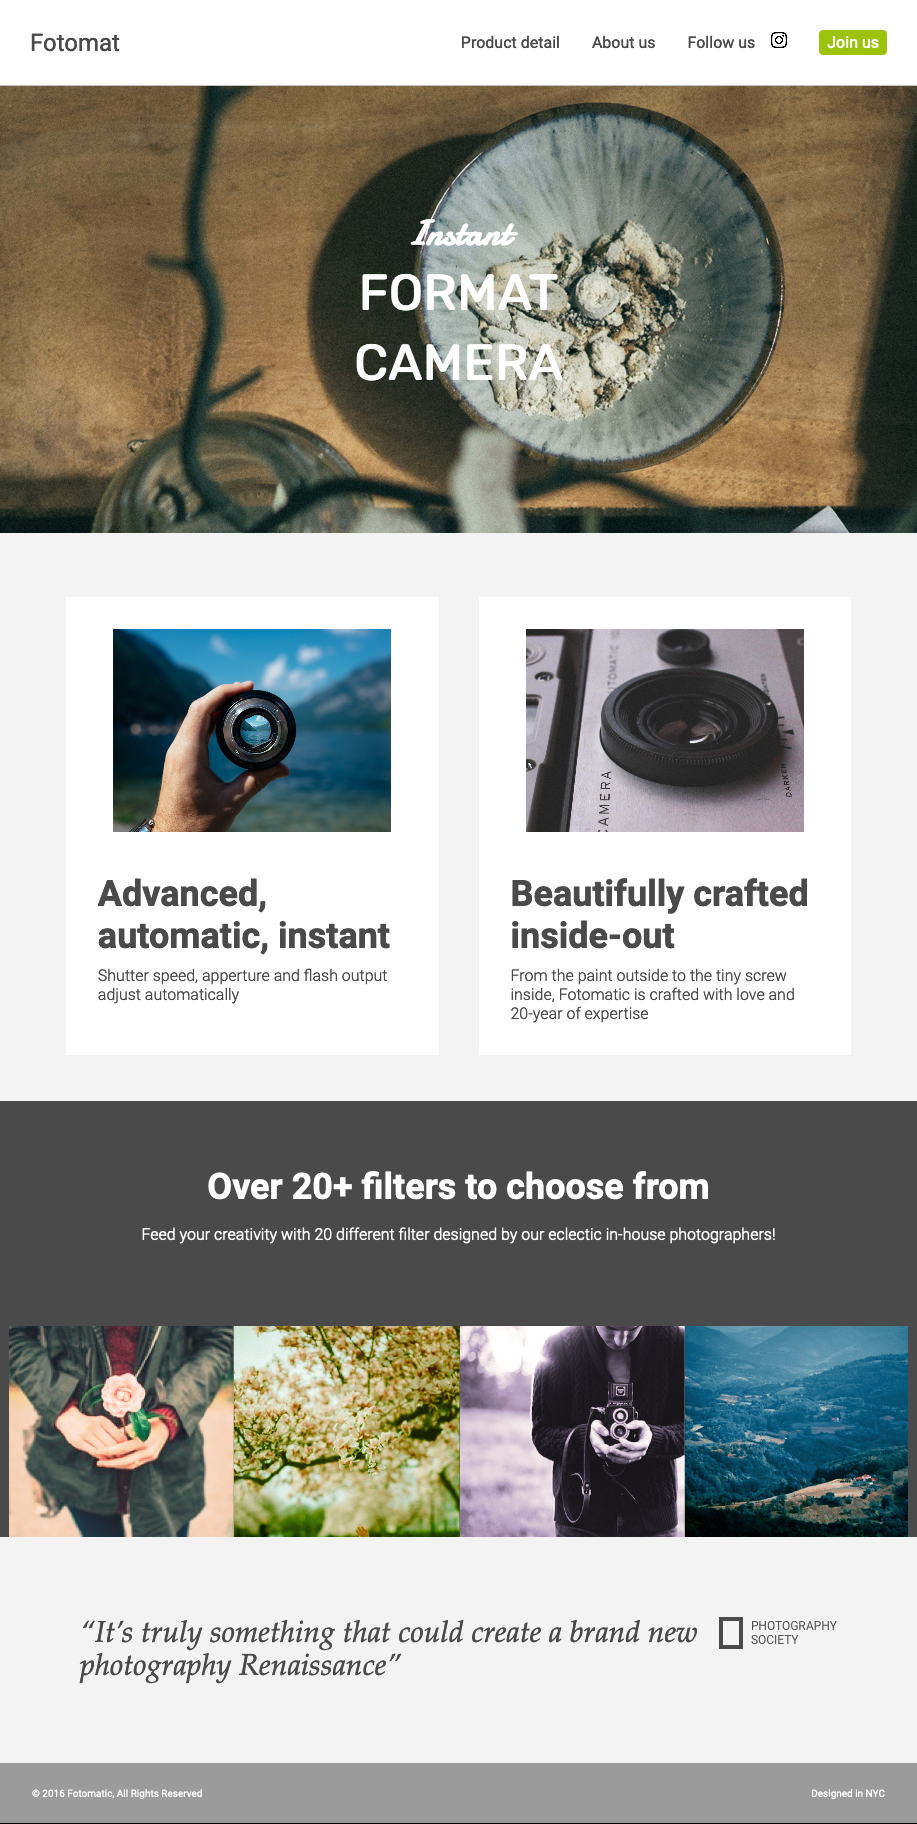 Fotomat
Product detail About us Follow us Join us
Instant
FORMAT
CAMERA
CAMERA
AUTOMATIC
DARKEN
Advanced,
automatic, instant
Shutter speed, apperture and flash output
adjust automatically
Beautifully crafted
inside-out
From the paint outside to the tiny screw
inside, Fotomatic is crafted with love and
20-year of expertise
Over 20+ filters to choose from
Feed your creativity with 20 different filter designed by our eclectic in-house photographers!
“It’s truly something that could create a brand new
photography Renaissance”
PHOTOGRAPHY
SOCIETY
© 2016 Fotomatic, All Rights Reserved
Designed in NYC